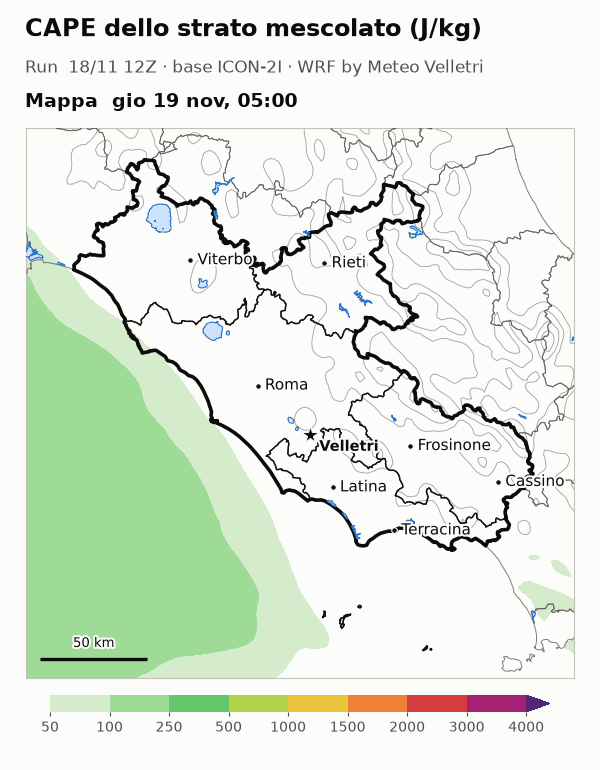 CAPE dello strato mescolato (J/kg)
Run  18/11 12Z · base ICON-2I · WRF by Meteo Velletri
Mappa  gio 19 nov, 05:00
Viterbo
Rieti
Roma
Velletri
Frosinone
Latina
Cassino
Terracina
50 km
50 100 250 500 1000 1500 2000 3000 4000